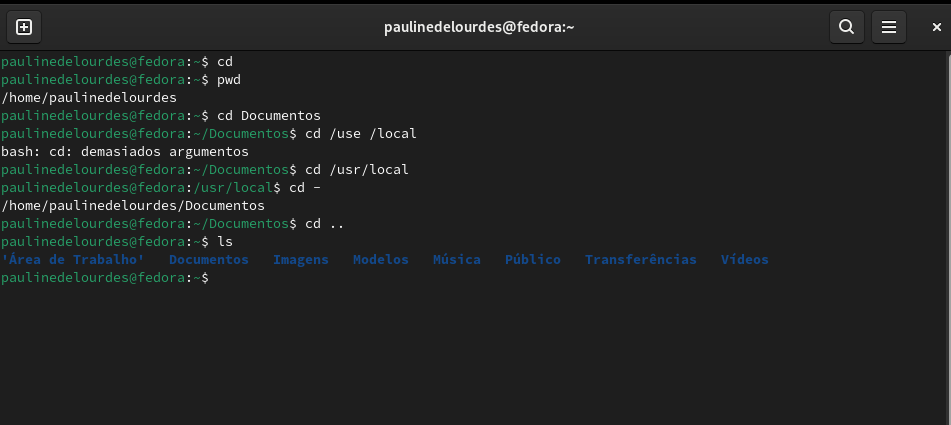 paulinedelourdes@fedora:~
paulinedelourdes@fedora:~$ cd
paulinedelourdes@fedora:~$ pwd
/home/paulinedelourdes
paulinedelourdes@fedora:~$ cd Documentos
paulinedelourdes@fedora:~/Documentos$ cd /use /local
bash: cd: demasiados argumentos
paulinedelourdes@fedora:~/Documentos$ cd /usr/local
paulinedelourdes@fedora:/usr/local$ cd -
/home/paulinedelourdes/Documentos
paulinedelourdes@fedora:~/Documentos$ cd ..
paulinedelourdes@fedora:~$ ls
'Área de Trabalho'   Documentos   Imagens   Modelos   Música   Público   Transferências   Vídeos
paulinedelourdes@fedora:~$